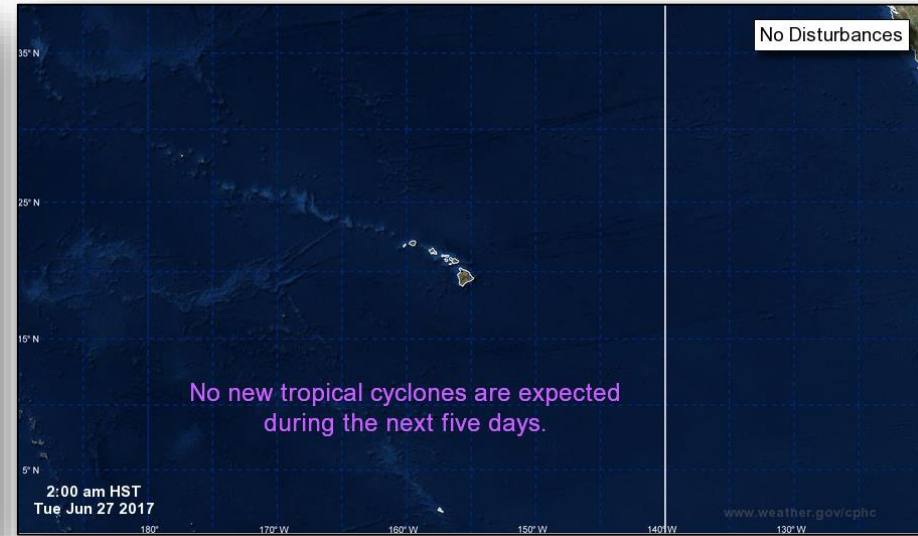 No Disturbances
35° N
25° N
15° N
No new tropical cyclones are expected
during the next five days.
5° N
2:00 am HST
Tue Jun 27 2017
www.weather.gov/cphc
180°
170° W
160° W
150° W
140° W
130° W